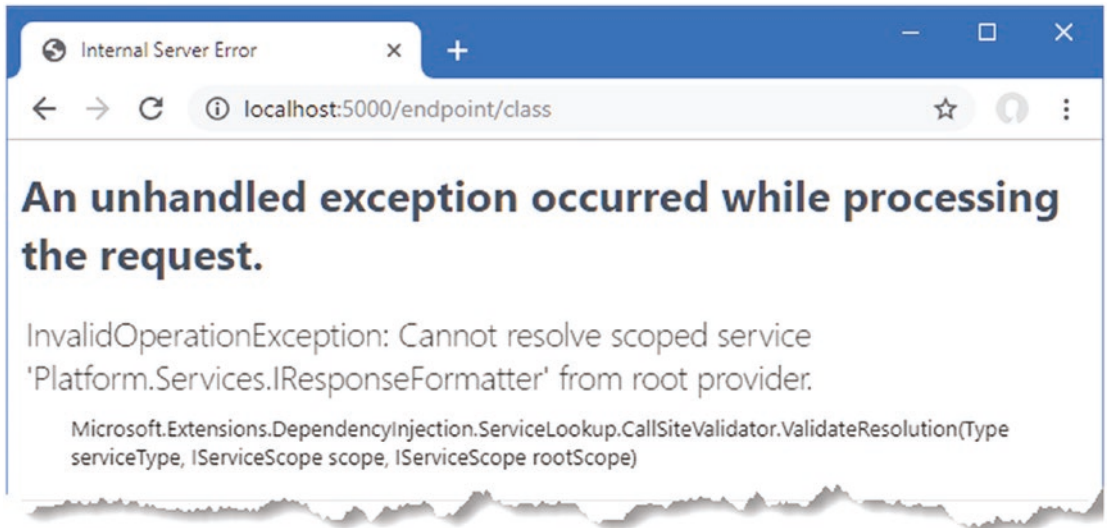 Internal Server Error
localhost:5000/endpoint/class
An unhandled exception occurred while processing
the request.
InvalidOperationException: Cannot resolve scoped service
'Platform.Services.IResponseFormatter' from root provider.
Microsoft.Extensions.DependencyInjection.ServiceLookup.CallSiteValidator.ValidateResolution(Type
serviceType, IServiceScope scope, IServiceScope rootScope)